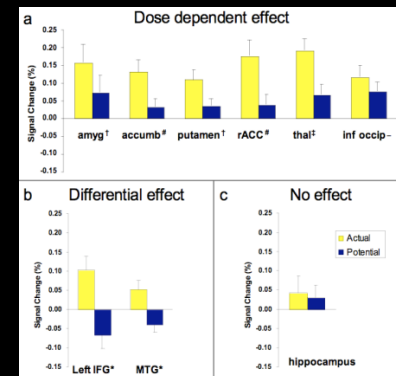 a
Dose dependent effect
Signal Change (%)
0.25
0.20
0.15
0.10
0.05
0.00
-0.05
-0.10
-0.15
amyg† accumb# putamen† rACC# thal‡ inf occip~
b
Differential effect
Signal Change (%)
0.25
0.20
0.15
0.10
0.05
0.00
-0.05
-0.10
-0.15
Left IFG* MTG*
c
No effect
Signal Change (%)
0.25
0.20
0.15
0.10
0.05
0.00
-0.05
-0.10
-0.15
Actual
Potential
hippocampus